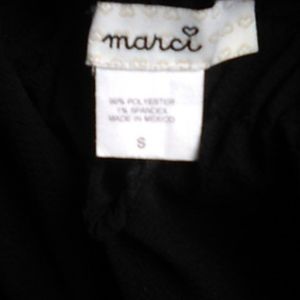 marci
POLYESTER
SPANDEX
MADE IN MEXICO
S